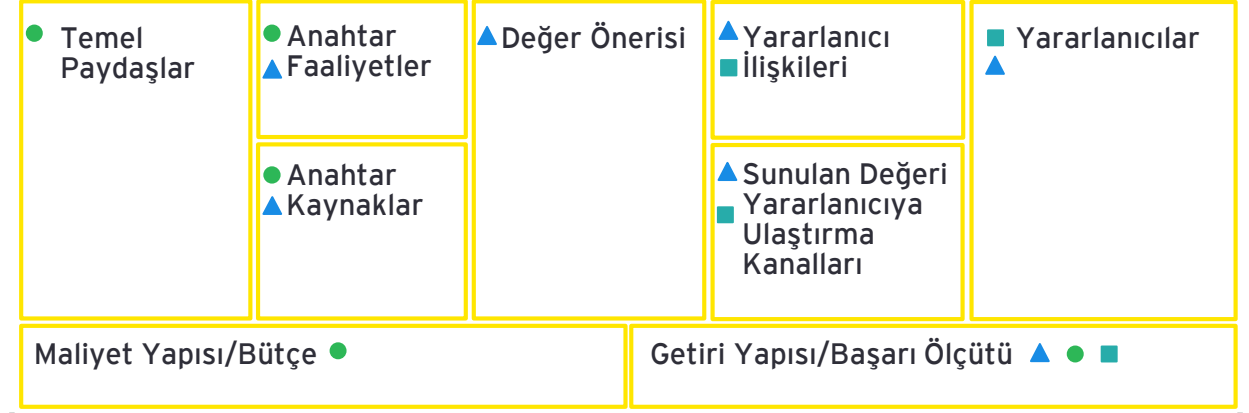 Temel
Paydaşlar
Anahtar
Faaliyetler
Anahtar
Kaynaklar
Değer Önerisi
Yararlanıcı
İlişkileri
Sunulan Değeri
Yararlanıcıya
Ulaştırma
Kanalları
Yararlanıcılar
Maliyet Yapısı/Bütçe
Getiri Yapısı/Başarı Ölçütü